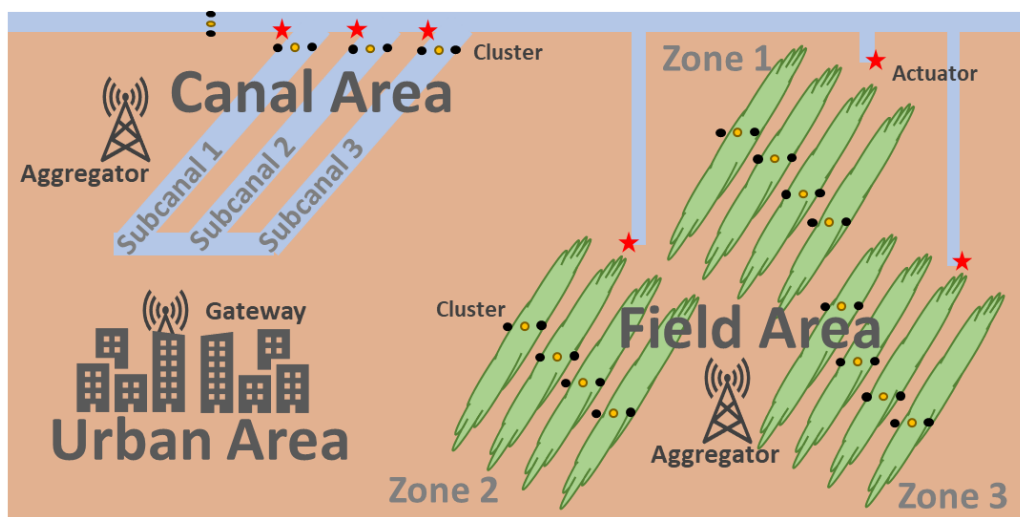 Zone 1
Cluster
Actuator
Canal Area
Aggregator
Subcanal 1
Subcanal 2
Subcanal 3
Cluster
Gateway
Field Area
Urban Area
Aggregator
Zone 2
Zone 3